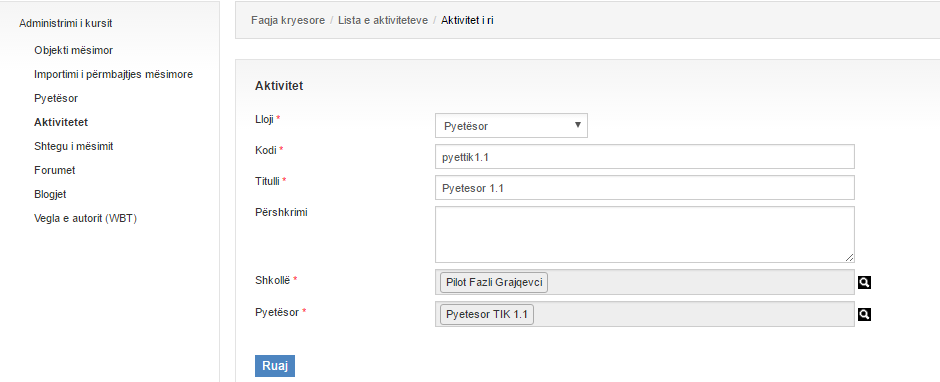 Administrimi i kursit
Objekti mësimor
Importimi i përmbajtjes mësimore
Pyetësor
Aktivitetet
Shtegu i mësimit
Forumet
Blogjet
Vegla e autorit (WBT)
Faqja kryesore / Lista e aktiviteteve / Aktivitet i ri
Aktivitet
Lloji * Pyetësor
Kodi * pyettik1.1
Titulli * Pyetesor 1.1
Përshkrimi
Shkollë * Pilot Fazli Grajqevci
Pyetësor * Pyetesor TIK 1.1
Ruaj